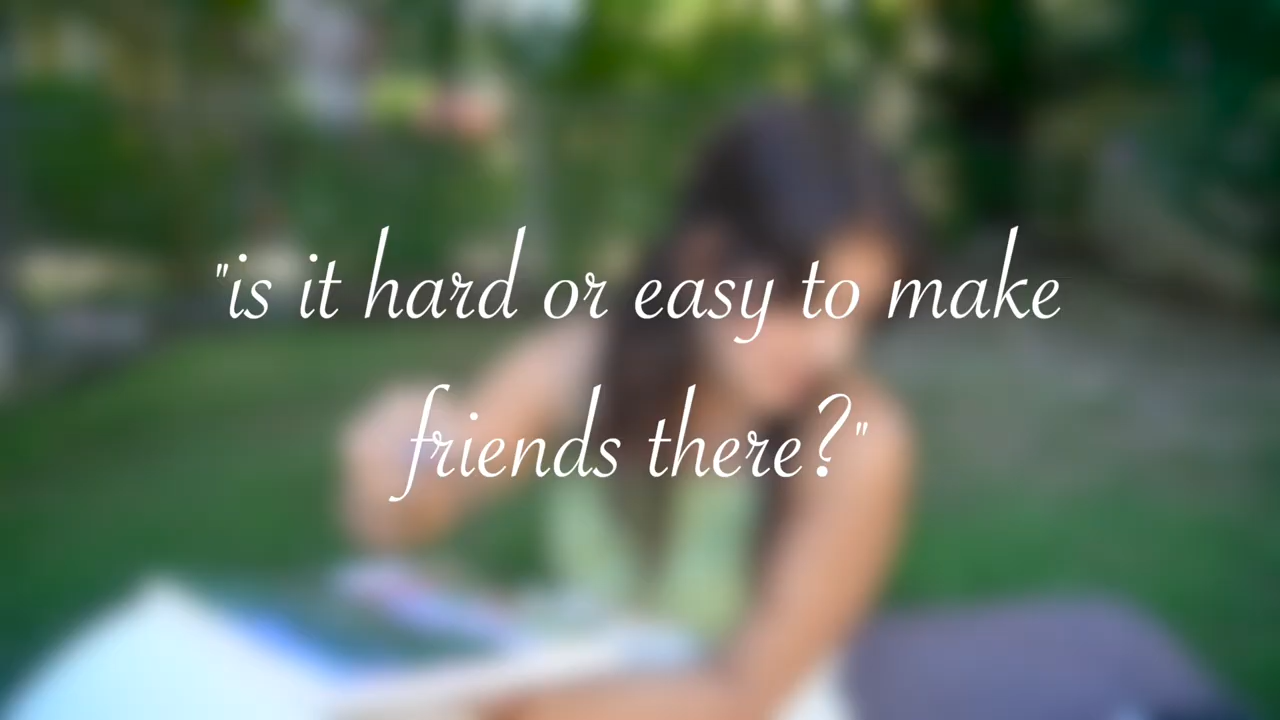 "is it hard or easy to make
friends there?"